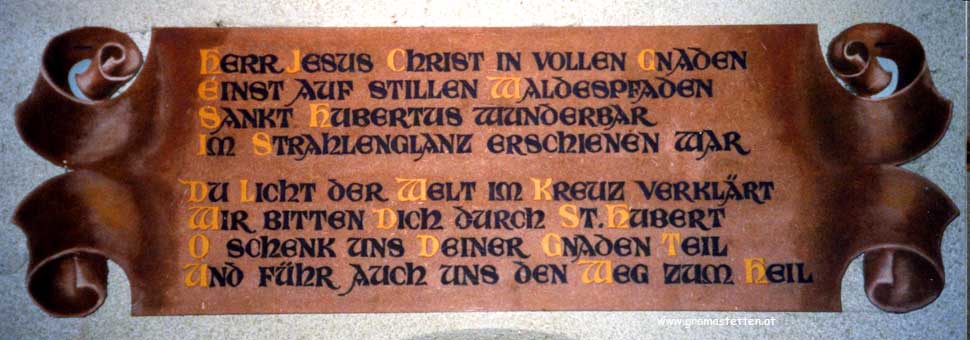 Herr Jesus Christ in vollen Gnaden
Einst auf stillen Waldespfaden
Sankt Hubertus wunderbar
Im Strahlenglanz erschienen war
Du Licht der Welt im Kreuz verklärt
Wir bitten Dich durch St. Hubert
O schenk uns Deiner Gnaden Teil
Und führ auch uns den Weg zum Heil
www.gramastetten.at